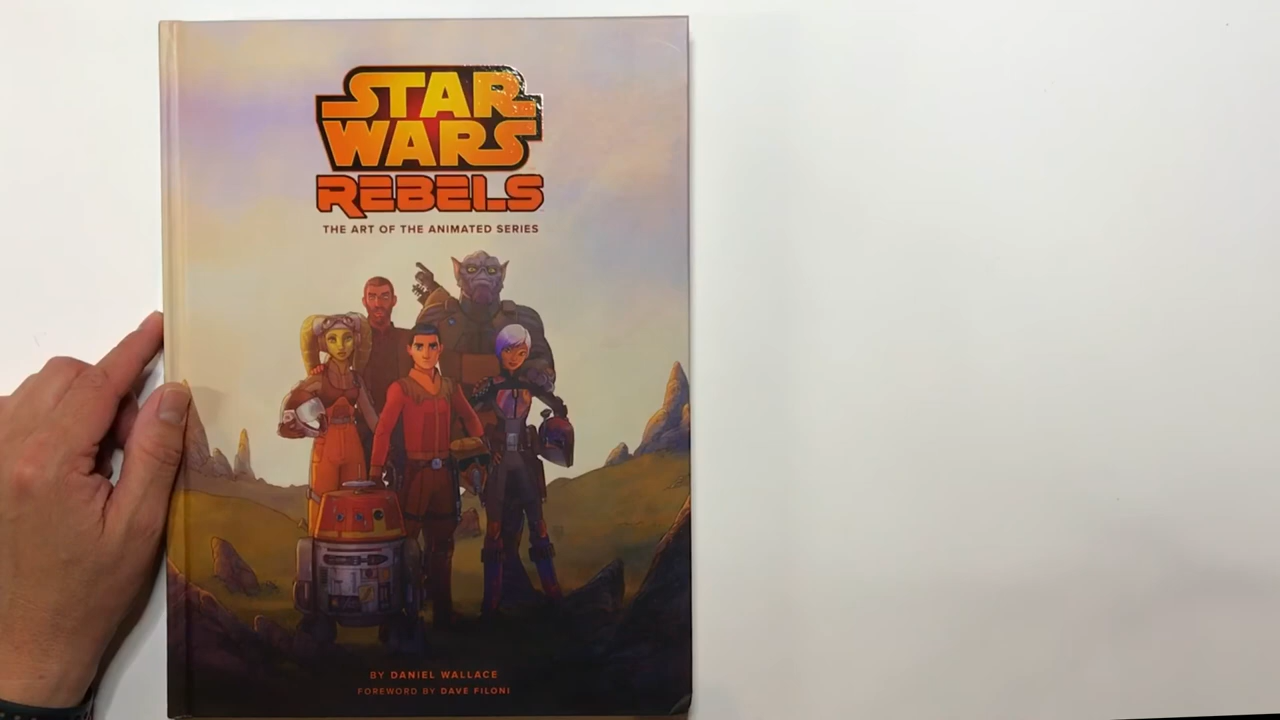 STAR
WARS
REBELS
THE ART OF THE ANIMATED SERIES
BY DANIEL WALLACE
FOREWORD BY DAVE FILONI